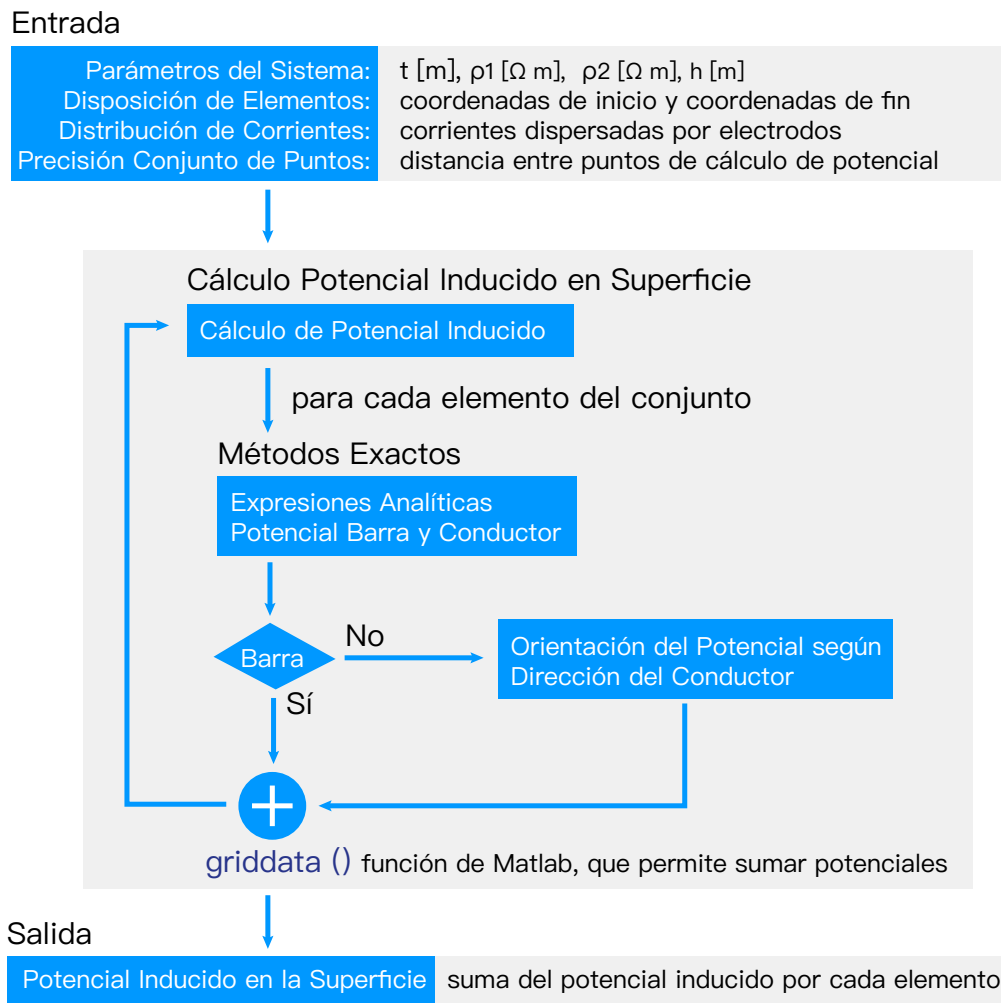 Entrada
Parámetros del Sistema: t [m], ρ1 [Ω m], ρ2 [Ω m], h [m]
Disposición de Elementos: coordenadas de inicio y coordenadas de fin
Distribución de Corrientes: corrientes dispersadas por electrodos
Precisión Conjunto de Puntos: distancia entre puntos de cálculo de potencial
Cálculo Potencial Inducido en Superficie
Cálculo de Potencial Inducido
para cada elemento del conjunto
Métodos Exactos
Expresiones Analíticas
Potencial Barra y Conductor
Barra
No
Orientación del Potencial según
Dirección del Conductor
Sí
griddata () función de Matlab, que permite sumar potenciales
Salida
Potencial Inducido en la Superficie suma del potencial inducido por cada elemento